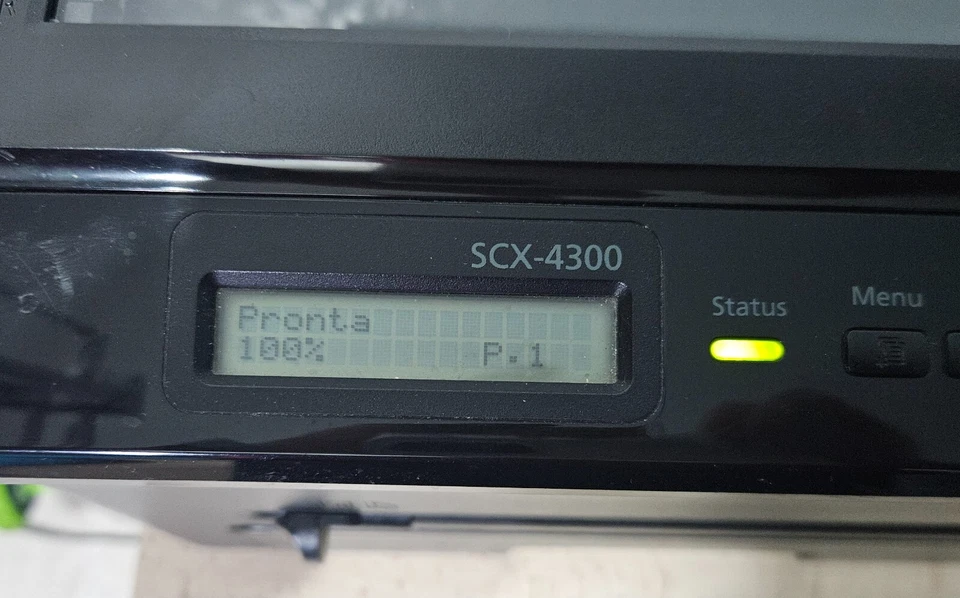 SCX-4300
Pronta
100% P.1
Status
Menu